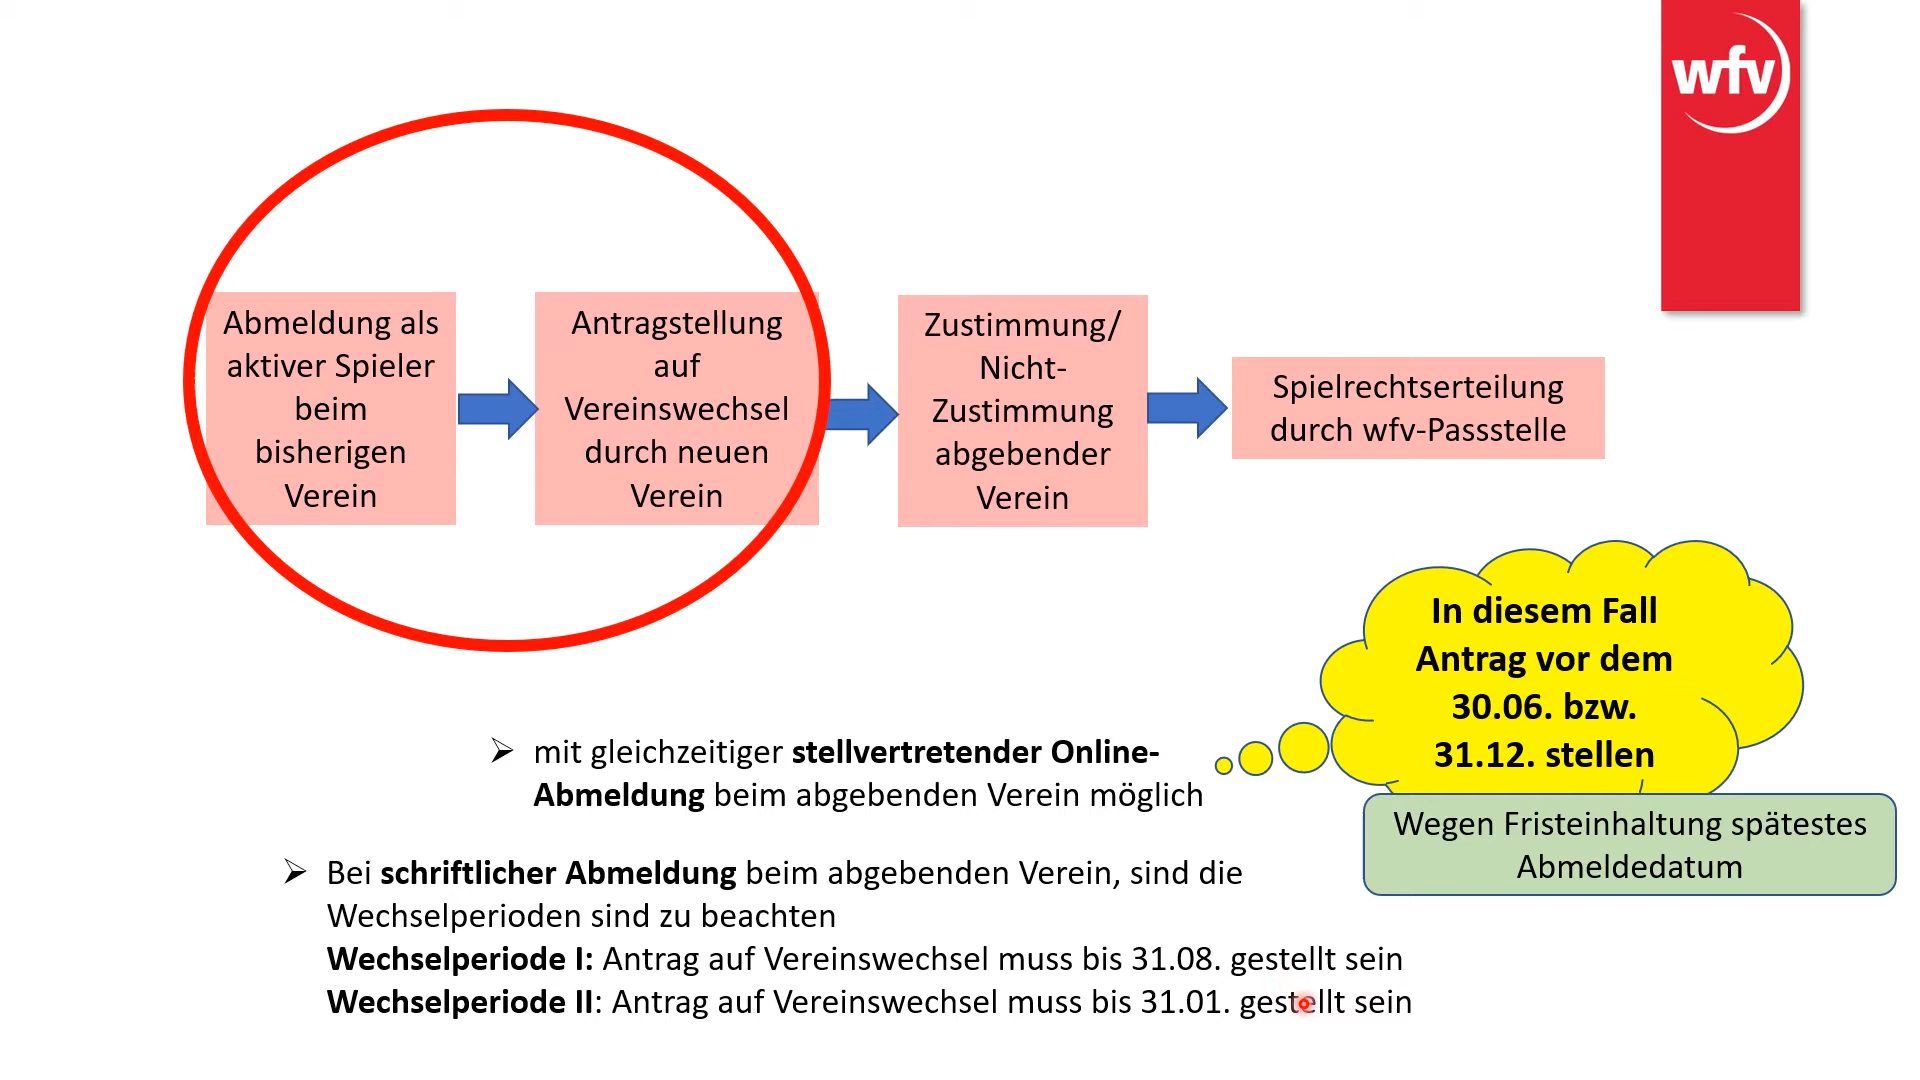 wfv
Abmeldung als
aktiver Spieler
beim
bisherigen
Verein
Antragstellung
auf
Vereinswechsel
durch neuen
Verein
Zustimmung/
Nicht-
Zustimmung
abgebender
Verein
Spielrechtserteilung
durch wfv-Passstelle
In diesem Fall
Antrag vor dem
30.06. bzw.
31.12. stellen
Wegen Fristeinhaltung spätestes
Abmeldedatum
➢ mit gleichzeitiger stellvertretender Online-
Abmeldung beim abgebenden Verein möglich
➢ Bei schriftlicher Abmeldung beim abgebenden Verein, sind die
Wechselperioden sind zu beachten
Wechselperiode I: Antrag auf Vereinswechsel muss bis 31.08. gestellt sein
Wechselperiode II: Antrag auf Vereinswechsel muss bis 31.01. gestellt sein